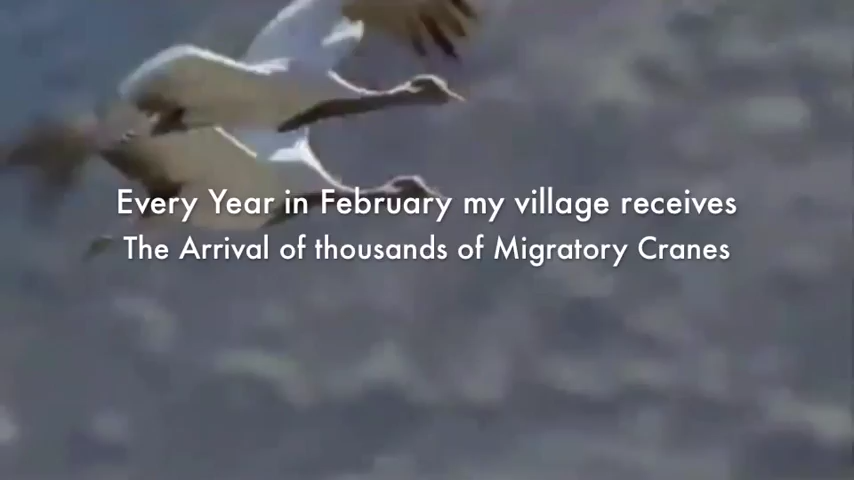 Every Year in February my village receives
The Arrival of thousands of Migratory Cranes